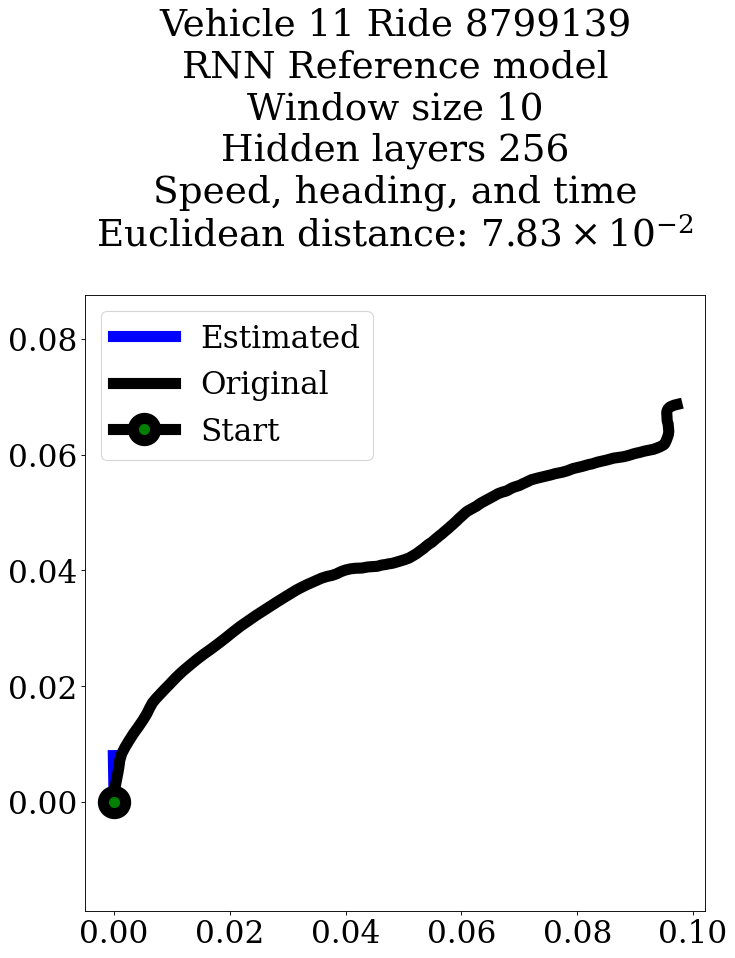 Vehicle 11 Ride 8799139
RNN Reference model
Window size 10
Hidden layers 256
Speed, heading, and time
Euclidean distance: 7.83 × 10⁻²
Estimated
Original
Start
0.08
0.06
0.04
0.02
0.00
0.00 0.02 0.04 0.06 0.08 0.10